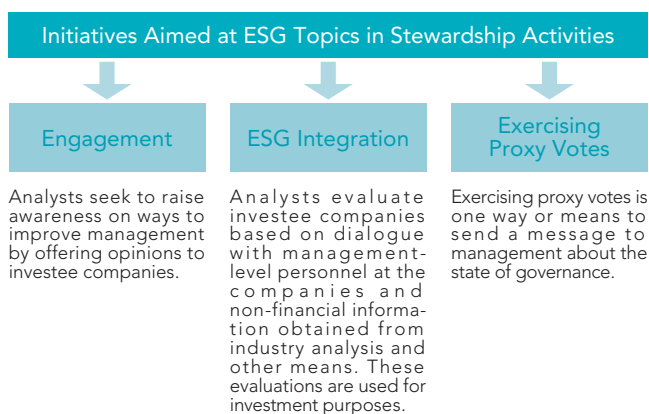 Initiatives Aimed at ESG Topics in Stewardship Activities
Engagement
Analysts seek to raise
awareness on ways to
improve management
by offering opinions to
investee companies.
ESG Integration
Analysts evaluate
investee companies
based on dialogue
with management-
level personnel at the
companies and
non-financial informa-
tion obtained from
industry analysis and
other means. These
evaluations are used for
investment purposes.
Exercising
Proxy Votes
Exercising proxy votes is
one way or means to
send a message to
management about the
state of governance.